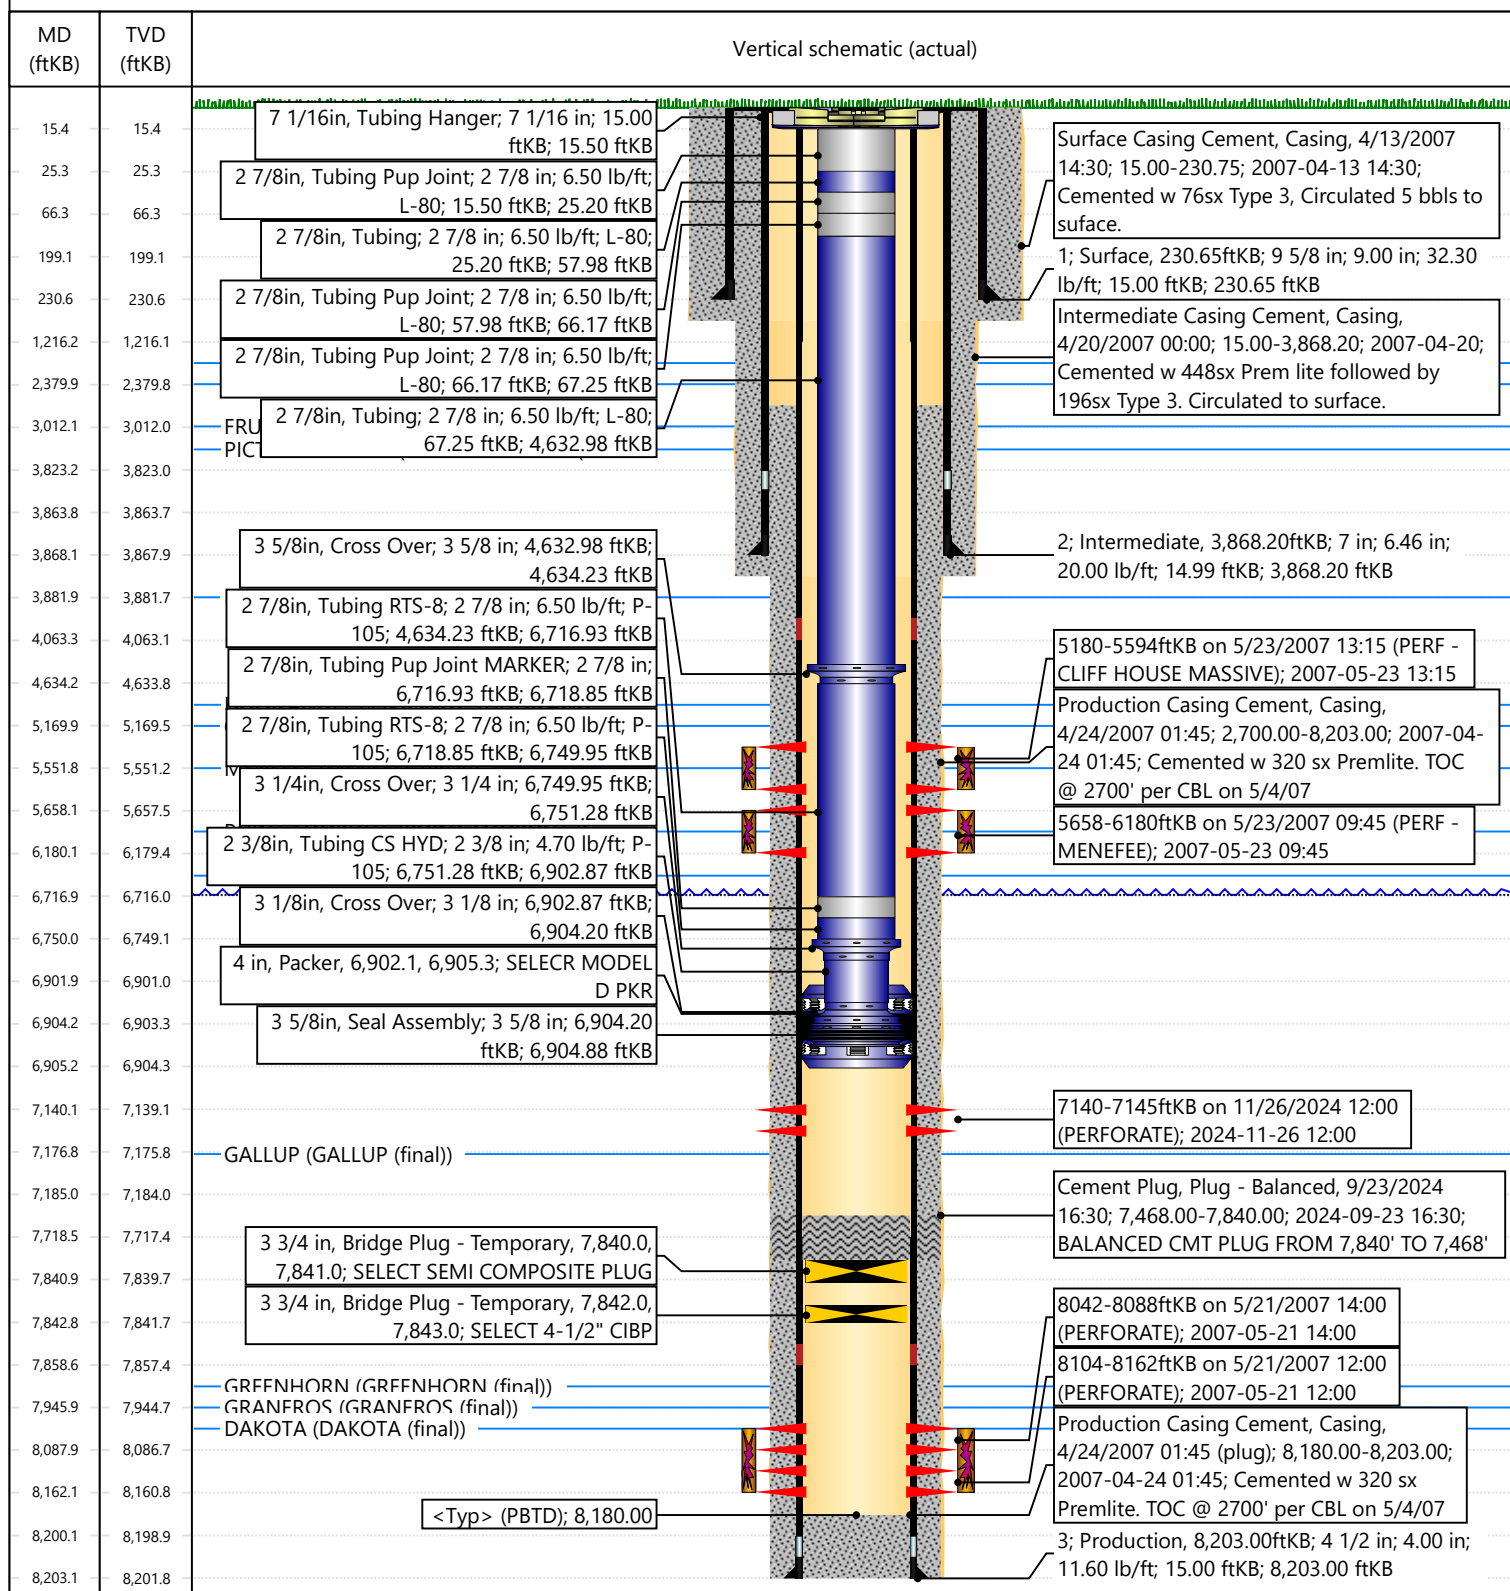 MD
(ftKB)
TVD
(ftKB)
Vertical schematic (actual)
15.4 15.4
25.3 25.3
66.3 66.3
199.1 199.1
230.6 230.6
1,216.2 1,216.1
2,379.9 2,379.8
3,012.1 3,012.0
3,823.2 3,823.0
3,863.8 3,863.7
3,868.1 3,867.9
3,881.9 3,881.7
4,063.3 4,063.1
4,634.2 4,633.8
5,169.9 5,169.5
5,551.8 5,551.2
5,658.1 5,657.5
6,180.1 6,179.4
6,716.9 6,716.0
6,750.0 6,749.1
6,901.9 6,901.0
6,904.2 6,903.3
6,905.2 6,904.3
7,140.1 7,139.1
7,176.8 7,175.8
7,185.0 7,184.0
7,718.5 7,717.4
7,840.9 7,839.7
7,842.8 7,841.7
7,858.6 7,857.4
7,945.9 7,944.7
8,087.9 8,086.7
8,162.1 8,160.8
8,200.1 8,198.9
8,203.1 8,201.8
7 1/16in, Tubing Hanger; 7 1/16 in; 15.00
ftKB; 15.50 ftKB
2 7/8in, Tubing Pup Joint; 2 7/8 in; 6.50 lb/ft;
L-80; 15.50 ftKB; 25.20 ftKB
2 7/8in, Tubing; 2 7/8 in; 6.50 lb/ft; L-80;
25.20 ftKB; 57.98 ftKB
2 7/8in, Tubing Pup Joint; 2 7/8 in; 6.50 lb/ft;
L-80; 57.98 ftKB; 66.17 ftKB
2 7/8in, Tubing Pup Joint; 2 7/8 in; 6.50 lb/ft;
L-80; 66.17 ftKB; 67.25 ftKB
2 7/8in, Tubing; 2 7/8 in; 6.50 lb/ft; L-80;
67.25 ftKB; 4,632.98 ftKB
FRU
PICT
3 5/8in, Cross Over; 3 5/8 in; 4,632.98 ftKB;
4,634.23 ftKB
2 7/8in, Tubing RTS-8; 2 7/8 in; 6.50 lb/ft; P-
105; 4,634.23 ftKB; 6,716.93 ftKB
2 7/8in, Tubing Pup Joint MARKER; 2 7/8 in;
6,716.93 ftKB; 6,718.85 ftKB
2 7/8in, Tubing RTS-8; 2 7/8 in; 6.50 lb/ft; P-
105; 6,718.85 ftKB; 6,749.95 ftKB
3 1/4in, Cross Over; 3 1/4 in; 6,749.95 ftKB;
6,751.28 ftKB
2 3/8in, Tubing CS HYD; 2 3/8 in; 4.70 lb/ft; P-
105; 6,751.28 ftKB; 6,902.87 ftKB
3 1/8in, Cross Over; 3 1/8 in; 6,902.87 ftKB;
6,904.20 ftKB
4 in, Packer, 6,902.1, 6,905.3; SELECR MODEL
D PKR
3 5/8in, Seal Assembly; 3 5/8 in; 6,904.20
ftKB; 6,904.88 ftKB
GALLUP (GALLUP (final))
3 3/4 in, Bridge Plug - Temporary, 7,840.0,
7,841.0; SELECT SEMI COMPOSITE PLUG
3 3/4 in, Bridge Plug - Temporary, 7,842.0,
7,843.0; SELECT 4-1/2" CIBP
GREENHORN (GREENHORN (final))
GRANEROS (GRANEROS (final))
DAKOTA (DAKOTA (final))
<Typ> (PBTD); 8,180.00
Surface Casing Cement, Casing, 4/13/2007
14:30; 15.00-230.75; 2007-04-13 14:30;
Cemented w 76sx Type 3, Circulated 5 bbls to
suface.
1; Surface, 230.65ftKB; 9 5/8 in; 9.00 in; 32.30
lb/ft; 15.00 ftKB; 230.65 ftKB
Intermediate Casing Cement, Casing,
4/20/2007 00:00; 15.00-3,868.20; 2007-04-20;
Cemented w 448sx Prem lite followed by
196sx Type 3. Circulated to surface.
2; Intermediate, 3,868.20ftKB; 7 in; 6.46 in;
20.00 lb/ft; 14.99 ftKB; 3,868.20 ftKB
5180-5594ftKB on 5/23/2007 13:15 (PERF -
CLIFF HOUSE MASSIVE); 2007-05-23 13:15
Production Casing Cement, Casing,
4/24/2007 01:45; 2,700.00-8,203.00; 2007-04-
24 01:45; Cemented w 320 sx Premlite. TOC
@ 2700' per CBL on 5/4/07
5658-6180ftKB on 5/23/2007 09:45 (PERF -
MENEFEE); 2007-05-23 09:45
7140-7145ftKB on 11/26/2024 12:00
(PERFORATE); 2024-11-26 12:00
Cement Plug, Plug - Balanced, 9/23/2024
16:30; 7,468.00-7,840.00; 2024-09-23 16:30;
BALANCED CMT PLUG FROM 7,840' TO 7,468'
8042-8088ftKB on 5/21/2007 14:00
(PERFORATE); 2007-05-21 14:00
8104-8162ftKB on 5/21/2007 12:00
(PERFORATE); 2007-05-21 12:00
Production Casing Cement, Casing,
4/24/2007 01:45 (plug); 8,180.00-8,203.00;
2007-04-24 01:45; Cemented w 320 sx
Premlite. TOC @ 2700' per CBL on 5/4/07
3; Production, 8,203.00ftKB; 4 1/2 in; 4.00 in;
11.60 lb/ft; 15.00 ftKB; 8,203.00 ftKB